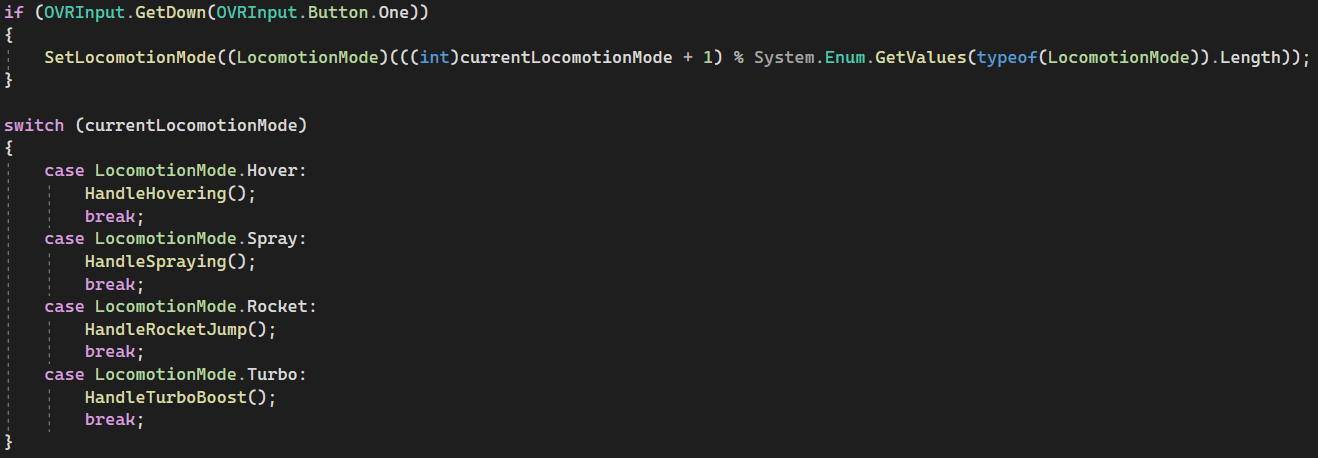 if (OVRInput.GetDown(OVRInput.Button.One))
{
    SetLocomotionMode((LocomotionMode)(((int)currentLocomotionMode + 1) % System.Enum.GetValues(typeof(LocomotionMode)).Length));
}

switch (currentLocomotionMode)
{
    case LocomotionMode.Hover:
        HandleHovering();
        break;
    case LocomotionMode.Spray:
        HandleSpraying();
        break;
    case LocomotionMode.Rocket:
        HandleRocketJump();
        break;
    case LocomotionMode.Turbo:
        HandleTurboBoost();
        break;
}